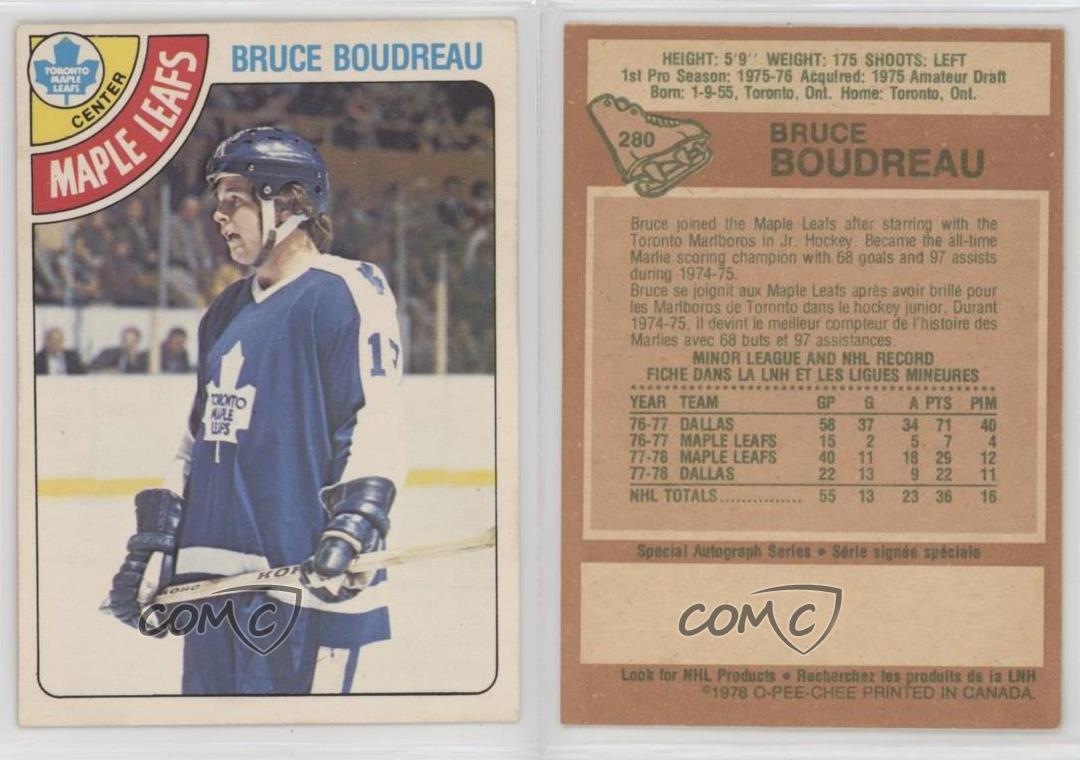 BRUCE BOUDREAU
TORONTO
MAPLE
LEAFS
CENTER
MAPLE LEAFS
TORONTO
MAPLE
LEAFS
KOHO
KOHO
COMC
HEIGHT: 5'9" WEIGHT: 175 SHOOTS: LEFT
1st Pro Season: 1975-76 Acquired: 1975 Amateur Draft
Born: 1-9-55, Toronto, Ont. Home: Toronto, Ont.
280
BRUCE
BOUDREAU
Bruce joined the Maple Leafs after starring with the
Toronto Marlboros in Jr. Hockey. Became the all-time
Marlie scoring champion with 68 goals and 97 assists
during 1974-75.
Bruce se joignit aux Maple Leafs après avoir brillé pour
les Marlboros de Toronto dans le hockey junior. Durant
1974-75, il devint le meilleur compteur de l'histoire des
Marlies avec 68 buts et 97 assistances.
MINOR LEAGUE AND NHL RECORD
FICHE DANS LA LNH ET LES LIGUES MINEURES
YEAR TEAM GP G A PTS PIM
76-77 DALLAS 58 37 34 71 40
76-77 MAPLE LEAFS 15 2 5 7 4
77-78 MAPLE LEAFS 40 11 18 29 12
77-78 DALLAS 22 13 9 22 11
NHL TOTALS............... 55 13 23 36 16
Special Autograph Series • Série signée spéciale
COMC
Look for NHL Products • Recherchez les produits de la LNH
©1978 O-PEE-CHEE PRINTED IN CANADA.